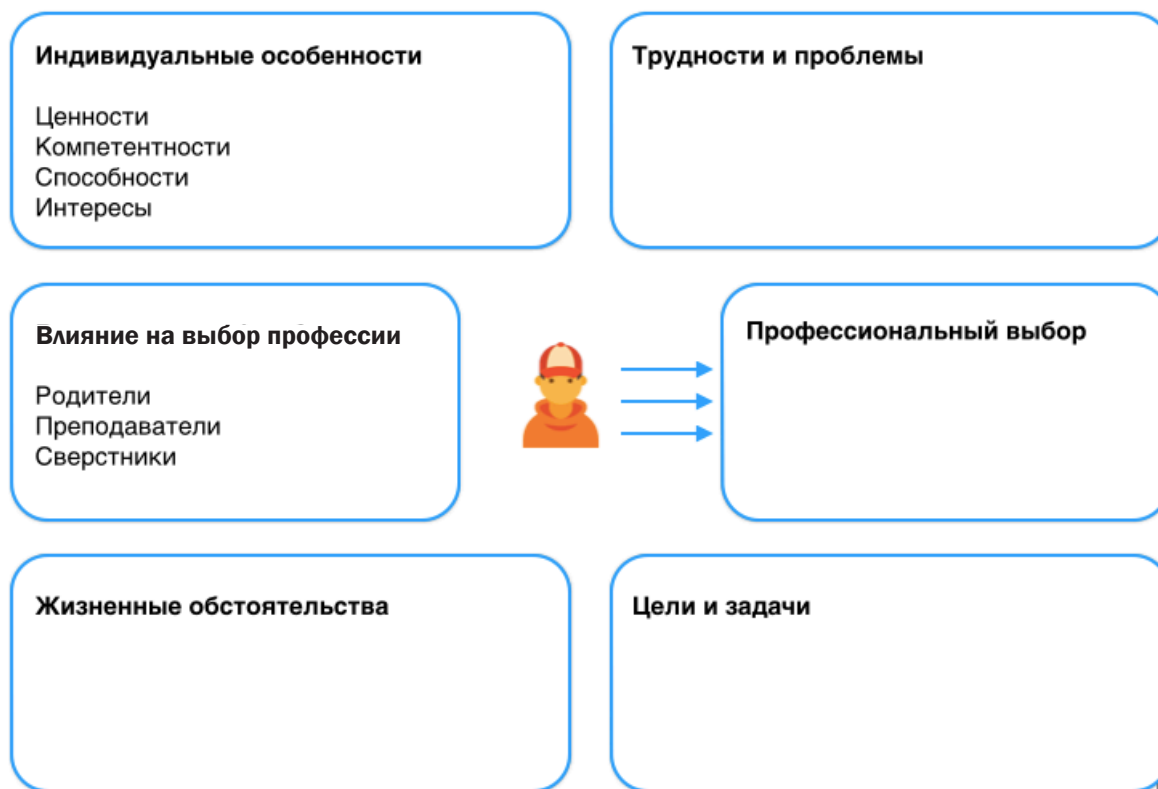 Индивидуальные особенности
Ценности
Компетентности
Способности
Интересы
Трудности и проблемы
Влияние на выбор профессии
Родители
Преподаватели
Сверстники
Профессиональный выбор
Жизненные обстоятельства
Цели и задачи